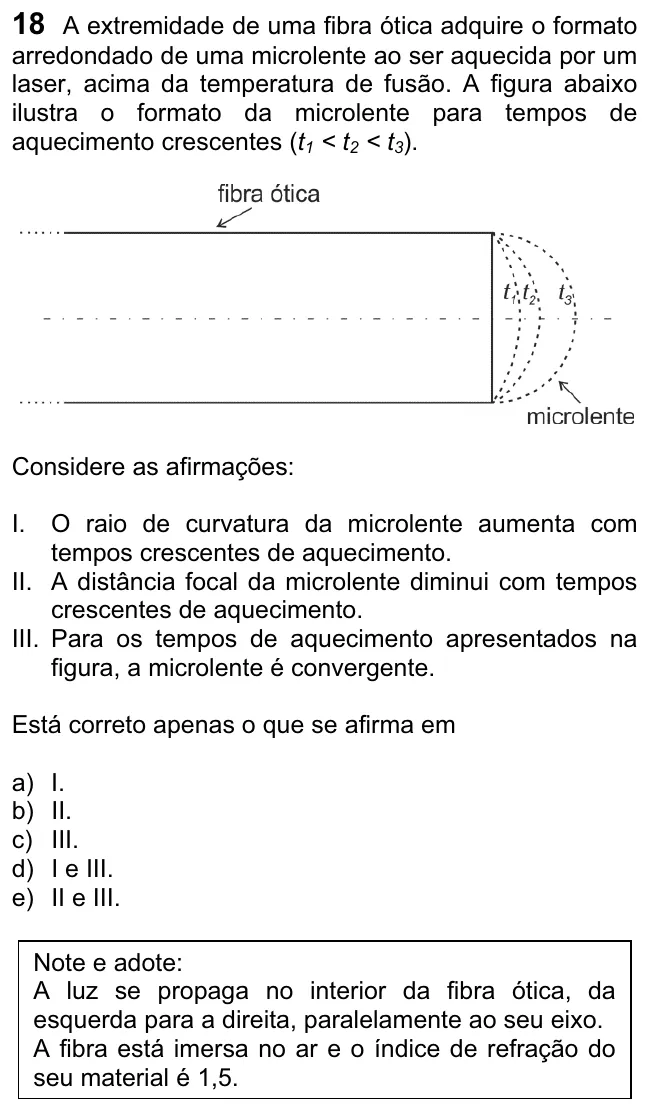 18 A extremidade de uma fibra ótica adquire o formato
arredondado de uma microlente ao ser aquecida por um
laser, acima da temperatura de fusão. A figura abaixo
ilustra o formato da microlente para tempos de
aquecimento crescentes (t₁ < t₂ < t₃).
fibra ótica
t₁ t₂ t₃
microlente
Considere as afirmações:
I. O raio de curvatura da microlente aumenta com
tempos crescentes de aquecimento.
II. A distância focal da microlente diminui com tempos
crescentes de aquecimento.
III. Para os tempos de aquecimento apresentados na
figura, a microlente é convergente.
Está correto apenas o que se afirma em
a) I.
b) II.
c) III.
d) I e III.
e) II e III.
Note e adote:
A luz se propaga no interior da fibra ótica, da
esquerda para a direita, paralelamente ao seu eixo.
A fibra está imersa no ar e o índice de refração do
seu material é 1,5.